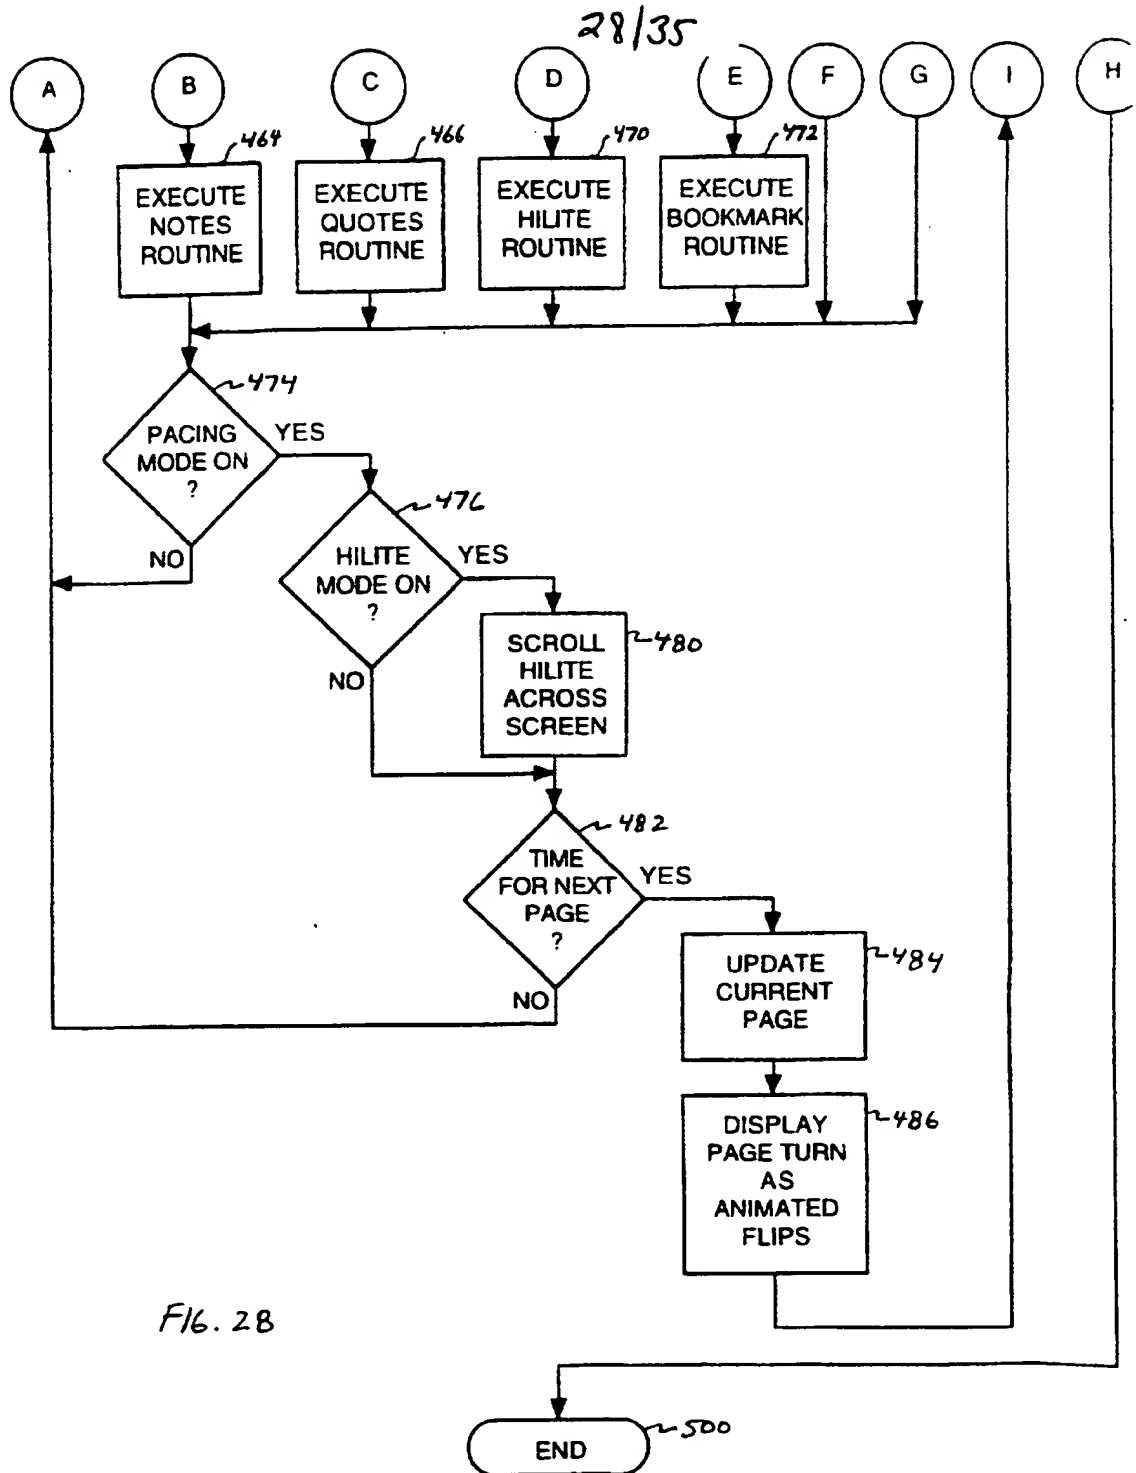 28/35
A
B
C
D
E
F
G
I
H
464
EXECUTE
NOTES
ROUTINE
466
EXECUTE
QUOTES
ROUTINE
470
EXECUTE
HILITE
ROUTINE
472
EXECUTE
BOOKMARK
ROUTINE
474
PACING
MODE ON
?
YES
NO
476
HILITE
MODE ON
?
YES
NO
480
SCROLL
HILITE
ACROSS
SCREEN
482
TIME
FOR NEXT
PAGE
?
YES
NO
484
UPDATE
CURRENT
PAGE
486
DISPLAY
PAGE TURN
AS
ANIMATED
FLIPS
FIG. 28
END
500